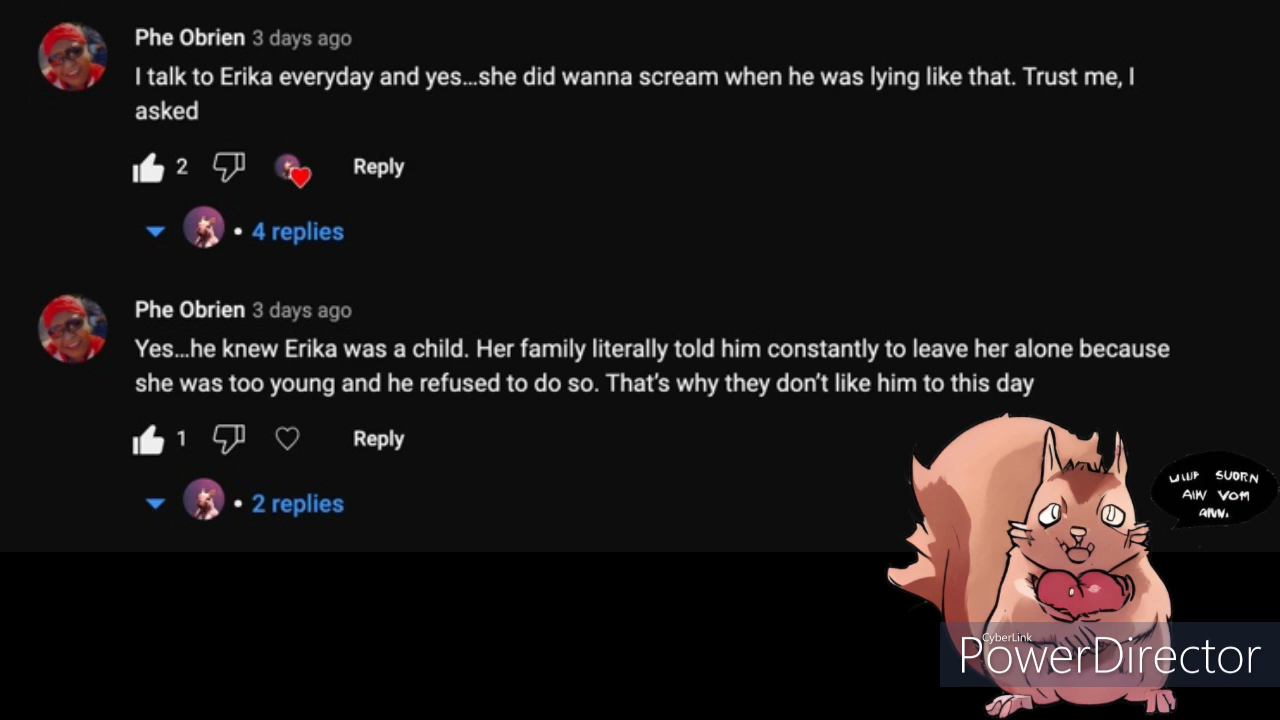 Phe Obrien 3 days ago
I talk to Erika everyday and yes...she did wanna scream when he was lying like that. Trust me, I
asked
2 Reply
4 replies
Phe Obrien 3 days ago
Yes...he knew Erika was a child. Her family literally told him constantly to leave her alone because
she was too young and he refused to do so. That's why they don't like him to this day
1 Reply
2 replies
CyberLink
PowerDirector